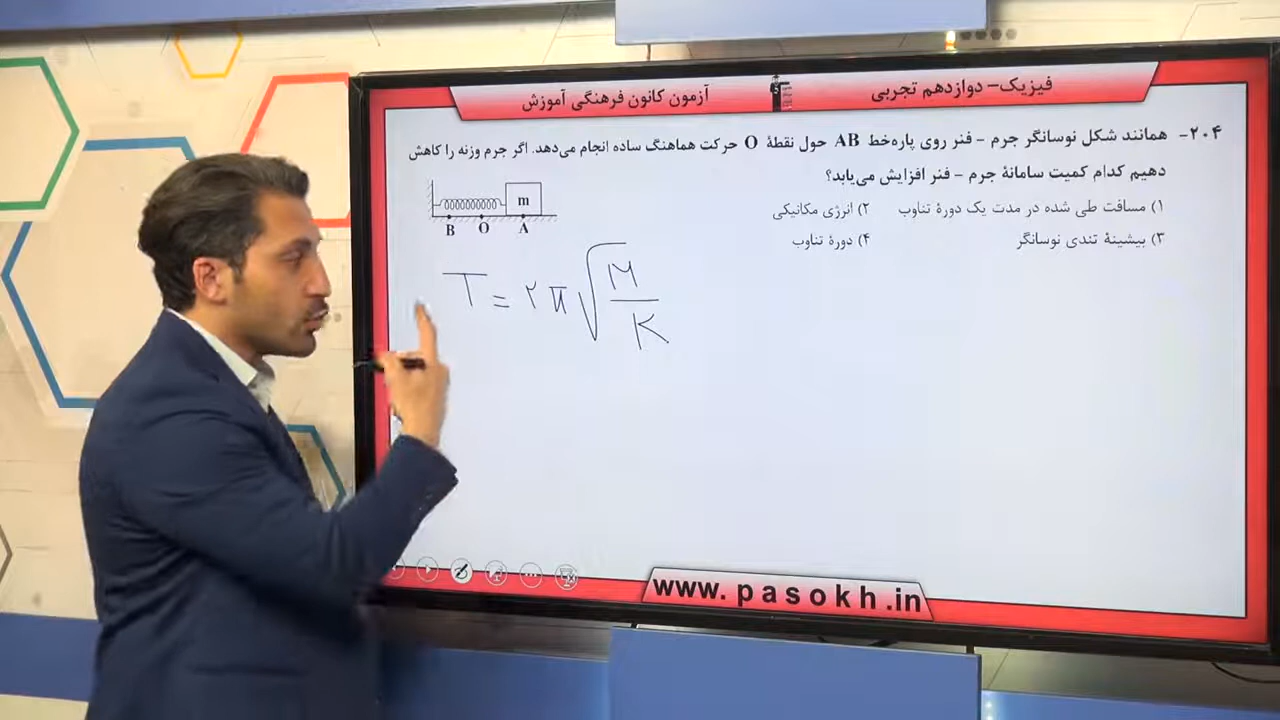 فیزیک- دوازدهم تجربی
آزمون کانون فرهنگی آموزش
۲۰۴- همانند شکل نوسانگر جرم - فنر روی پاره‌خط AB حول نقطهٔ O حرکت هماهنگ ساده انجام می‌دهد. اگر جرم وزنه را کاهش
دهیم کدام کمیت سامانهٔ جرم - فنر افزایش می‌یابد؟
۱) مسافت طی شده در مدت یک دورهٔ تناوب ۲) انرژی مکانیکی
۳) بیشینهٔ تندی نوسانگر ۴) دورهٔ تناوب
m
B O A
T = ۲π√(M/K)
www.pasokh.in